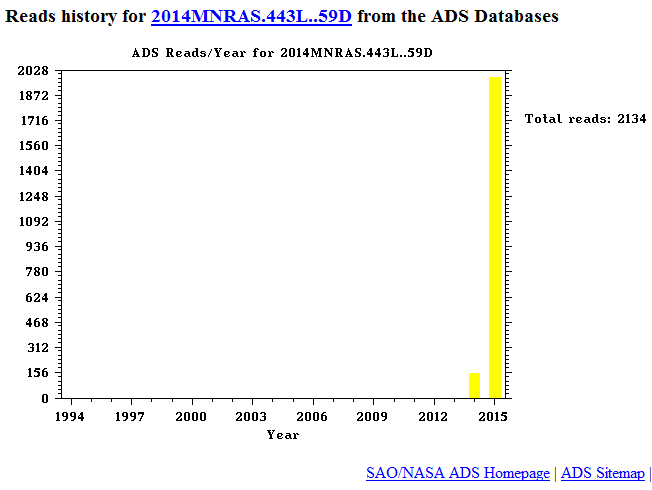 Reads history for 2014MNRAS.443L..59D from the ADS Databases
ADS Reads/Year for 2014MNRAS.443L..59D
2028
1872
1716
1560
1404
1248
1092
936
780
624
468
312
156
0
Total reads: 2134
1994 1997 2000 2003 2006 2009 2012 2015
Year
SAO/NASA ADS Homepage | ADS Sitemap |